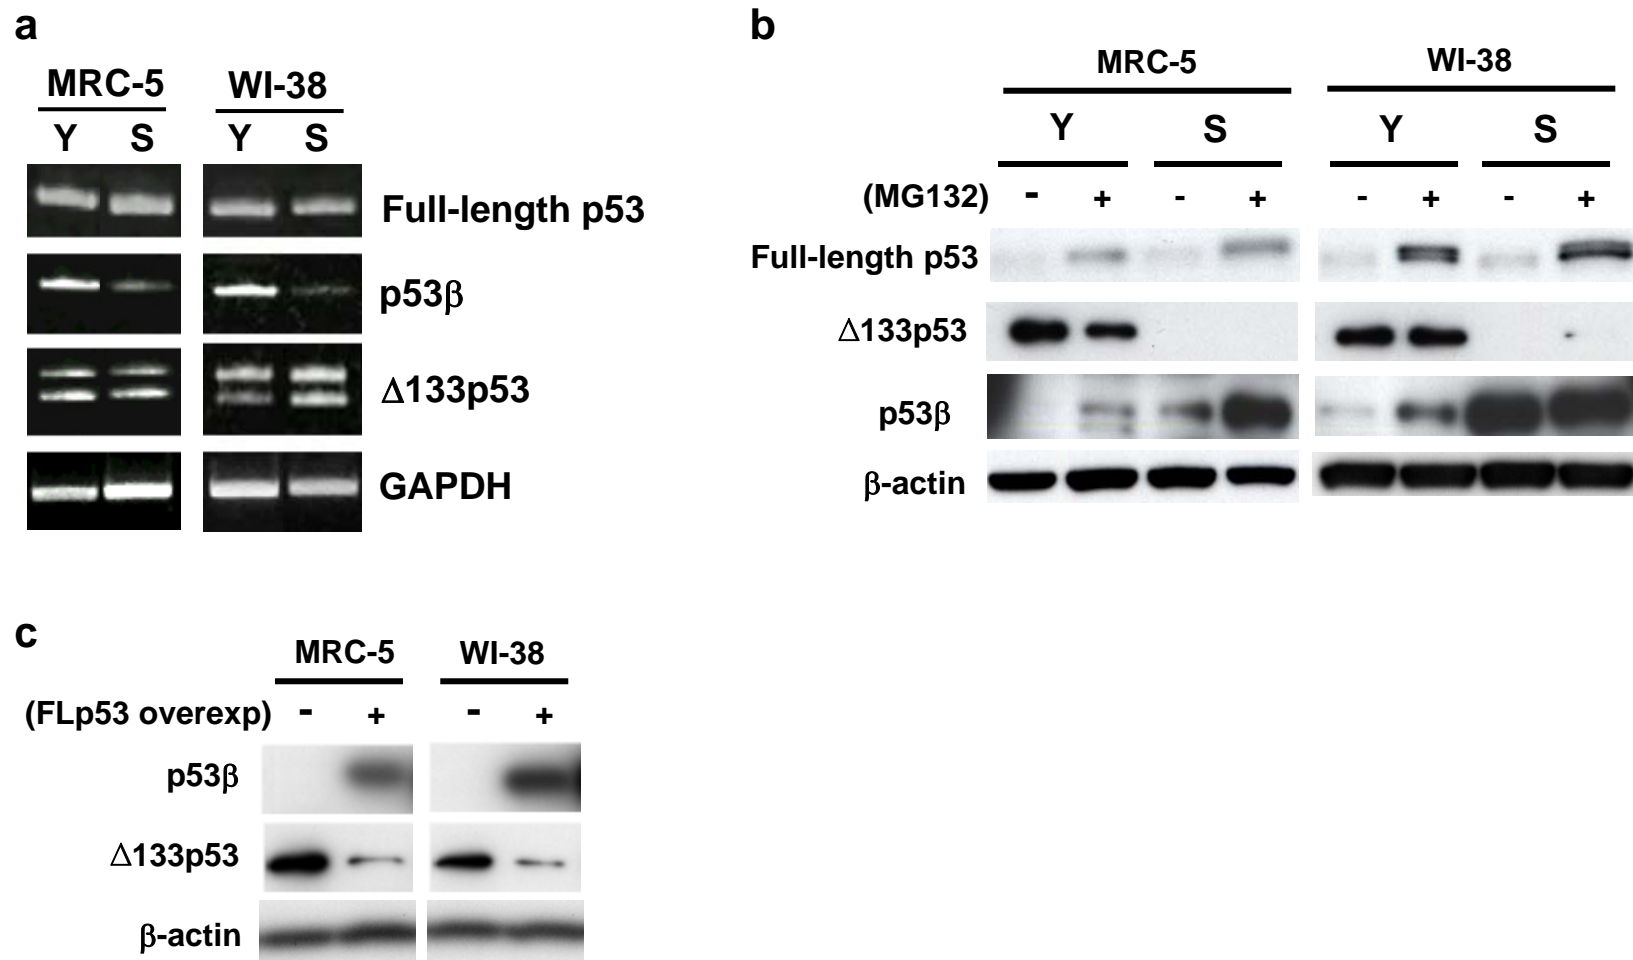 a
MRC-5 WI-38
Y S Y S
Full-length p53
p53β
Δ133p53
GAPDH
b
MRC-5 WI-38
Y S Y S
(MG132) - + - + - + - +
Full-length p53
Δ133p53
p53β
β-actin
c
MRC-5 WI-38
(FLp53 overexp) - + - +
p53β
Δ133p53
β-actin